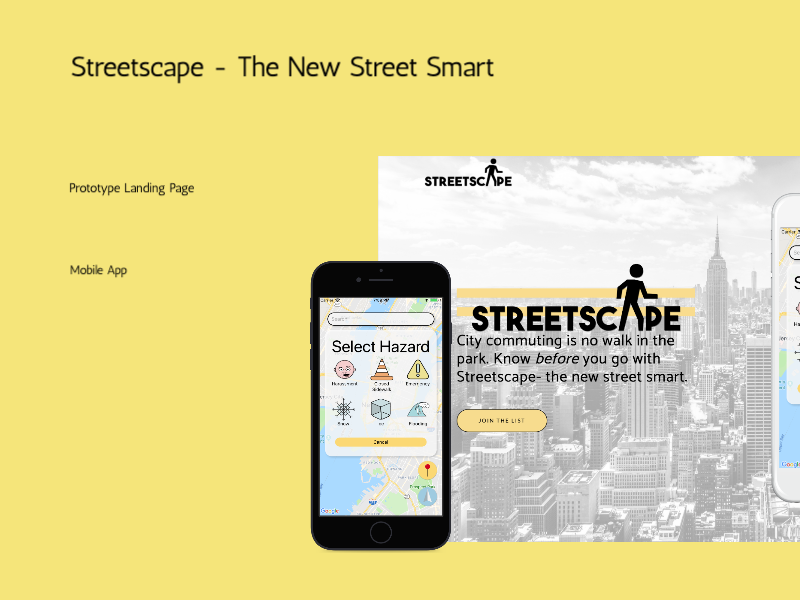 Streetscape - The New Street Smart
Prototype Landing Page
Mobile App
STREETSCAPE
STREETSCAPE
City commuting is no walk in the
park. Know before you go with
Streetscape- the new street smart.
JOIN THE LIST
Search
Select Hazard
Harassment
Closed
Sidewalk
Emergency
Snow
Ice
Flooding
Cancel
Google
Carrier
Google